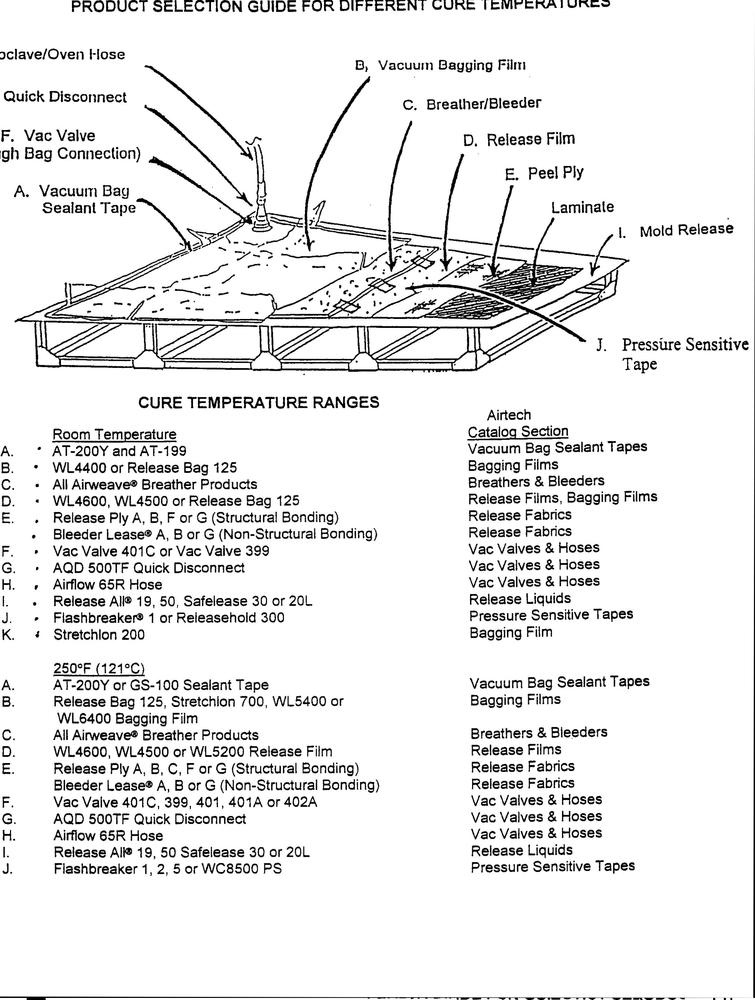 PRODUCT SELECTION GUIDE FOR DIFFERENT CURE TEMPERATURES
oclave/Oven Hose
B, Vacuum Bagging Film
Quick Disconnect
C. Breather/Bleeder
F. Vac Valve
gh Bag Connection)
D. Release Film
E. Peel Ply
A. Vacuum Bag
Sealant Tape
Laminate
I. Mold Release
J. Pressure Sensitive
Tape
CURE TEMPERATURE RANGES
Airtech
Room Temperature Catalog Section
A. • AT-200Y and AT-199 Vacuum Bag Sealant Tapes
B. • WL4400 or Release Bag 125 Bagging Films
C. • All Airweave® Breather Products Breathers & Bleeders
D. • WL4600, WL4500 or Release Bag 125 Release Films, Bagging Films
E. • Release Ply A, B, F or G (Structural Bonding) Release Fabrics
• Bleeder Lease® A, B or G (Non-Structural Bonding) Release Fabrics
F. • Vac Valve 401C or Vac Valve 399 Vac Valves & Hoses
G. • AQD 500TF Quick Disconnect Vac Valves & Hoses
H. • Airflow 65R Hose Vac Valves & Hoses
I. • Release All® 19, 50, Safelease 30 or 20L Release Liquids
J. • Flashbreaker® 1 or Releasehold 300 Pressure Sensitive Tapes
K. • Stretchlon 200 Bagging Film
250°F (121°C)
A. AT-200Y or GS-100 Sealant Tape Vacuum Bag Sealant Tapes
B. Release Bag 125, Stretchlon 700, WL5400 or Bagging Films
WL6400 Bagging Film
C. All Airweave® Breather Products Breathers & Bleeders
D. WL4600, WL4500 or WL5200 Release Film Release Films
E. Release Ply A, B, C, F or G (Structural Bonding) Release Fabrics
Bleeder Lease® A, B or G (Non-Structural Bonding) Release Fabrics
F. Vac Valve 401C, 399, 401, 401A or 402A Vac Valves & Hoses
G. AQD 500TF Quick Disconnect Vac Valves & Hoses
H. Airflow 65R Hose Vac Valves & Hoses
I. Release All® 19, 50 Safelease 30 or 20L Release Liquids
J. Flashbreaker 1, 2, 5 or WC8500 PS Pressure Sensitive Tapes